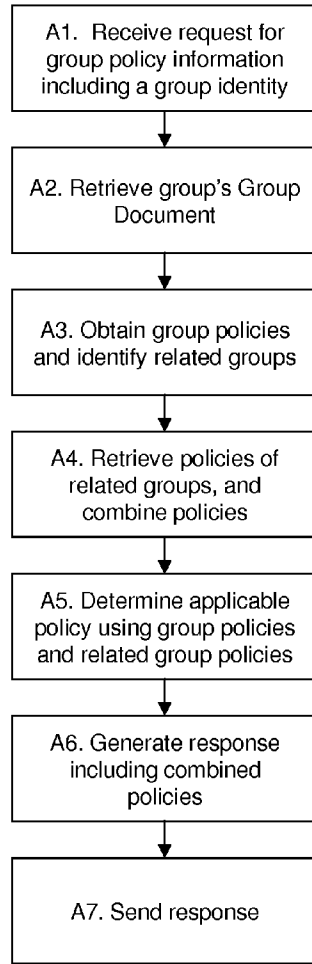 A1. Receive request for
group policy information
including a group identity
A2. Retrieve group's Group
Document
A3. Obtain group policies
and identify related groups
A4. Retrieve policies of
related groups, and
combine policies
A5. Determine applicable
policy using group policies
and related group policies
A6. Generate response
including combined
policies
A7. Send response